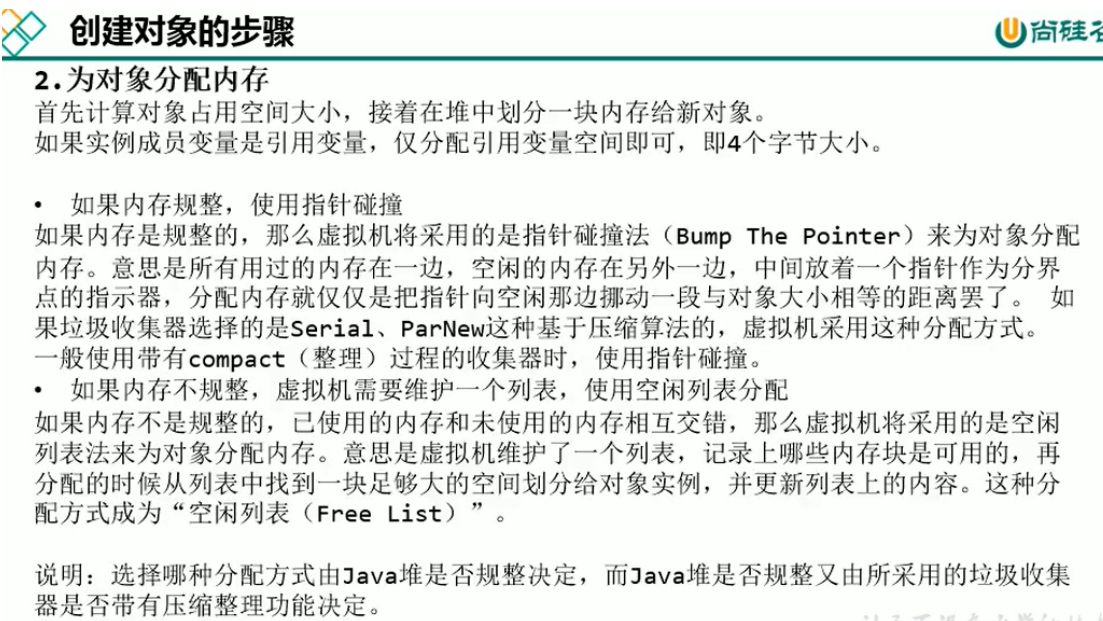 创建对象的步骤
尚硅谷
2.为对象分配内存
首先计算对象占用空间大小，接着在堆中划分一块内存给新对象。
如果实例成员变量是引用变量，仅分配引用变量空间即可，即4个字节大小。
• 如果内存规整，使用指针碰撞
如果内存是规整的，那么虚拟机将采用的是指针碰撞法（Bump The Pointer）来为对象分配
内存。意思是所有用过的内存在一边，空闲的内存在另外一边，中间放着一个指针作为分界
点的指示器，分配内存就仅仅是把指针向空闲那边挪动一段与对象大小相等的距离罢了。 如
果垃圾收集器选择的是Serial、ParNew这种基于压缩算法的，虚拟机采用这种分配方式。
一般使用带有compact（整理）过程的收集器时，使用指针碰撞。
• 如果内存不规整，虚拟机需要维护一个列表，使用空闲列表分配
如果内存不是规整的，已使用的内存和未使用的内存相互交错，那么虚拟机将采用的是空闲
列表法来为对象分配内存。意思是虚拟机维护了一个列表，记录上哪些内存块是可用的，再
分配的时候从列表中找到一块足够大的空间划分给对象实例，并更新列表上的内容。这种分
配方式成为“空闲列表（Free List）”。
说明：选择哪种分配方式由Java堆是否规整决定，而Java堆是否规整又由所采用的垃圾收集
器是否带有压缩整理功能决定。